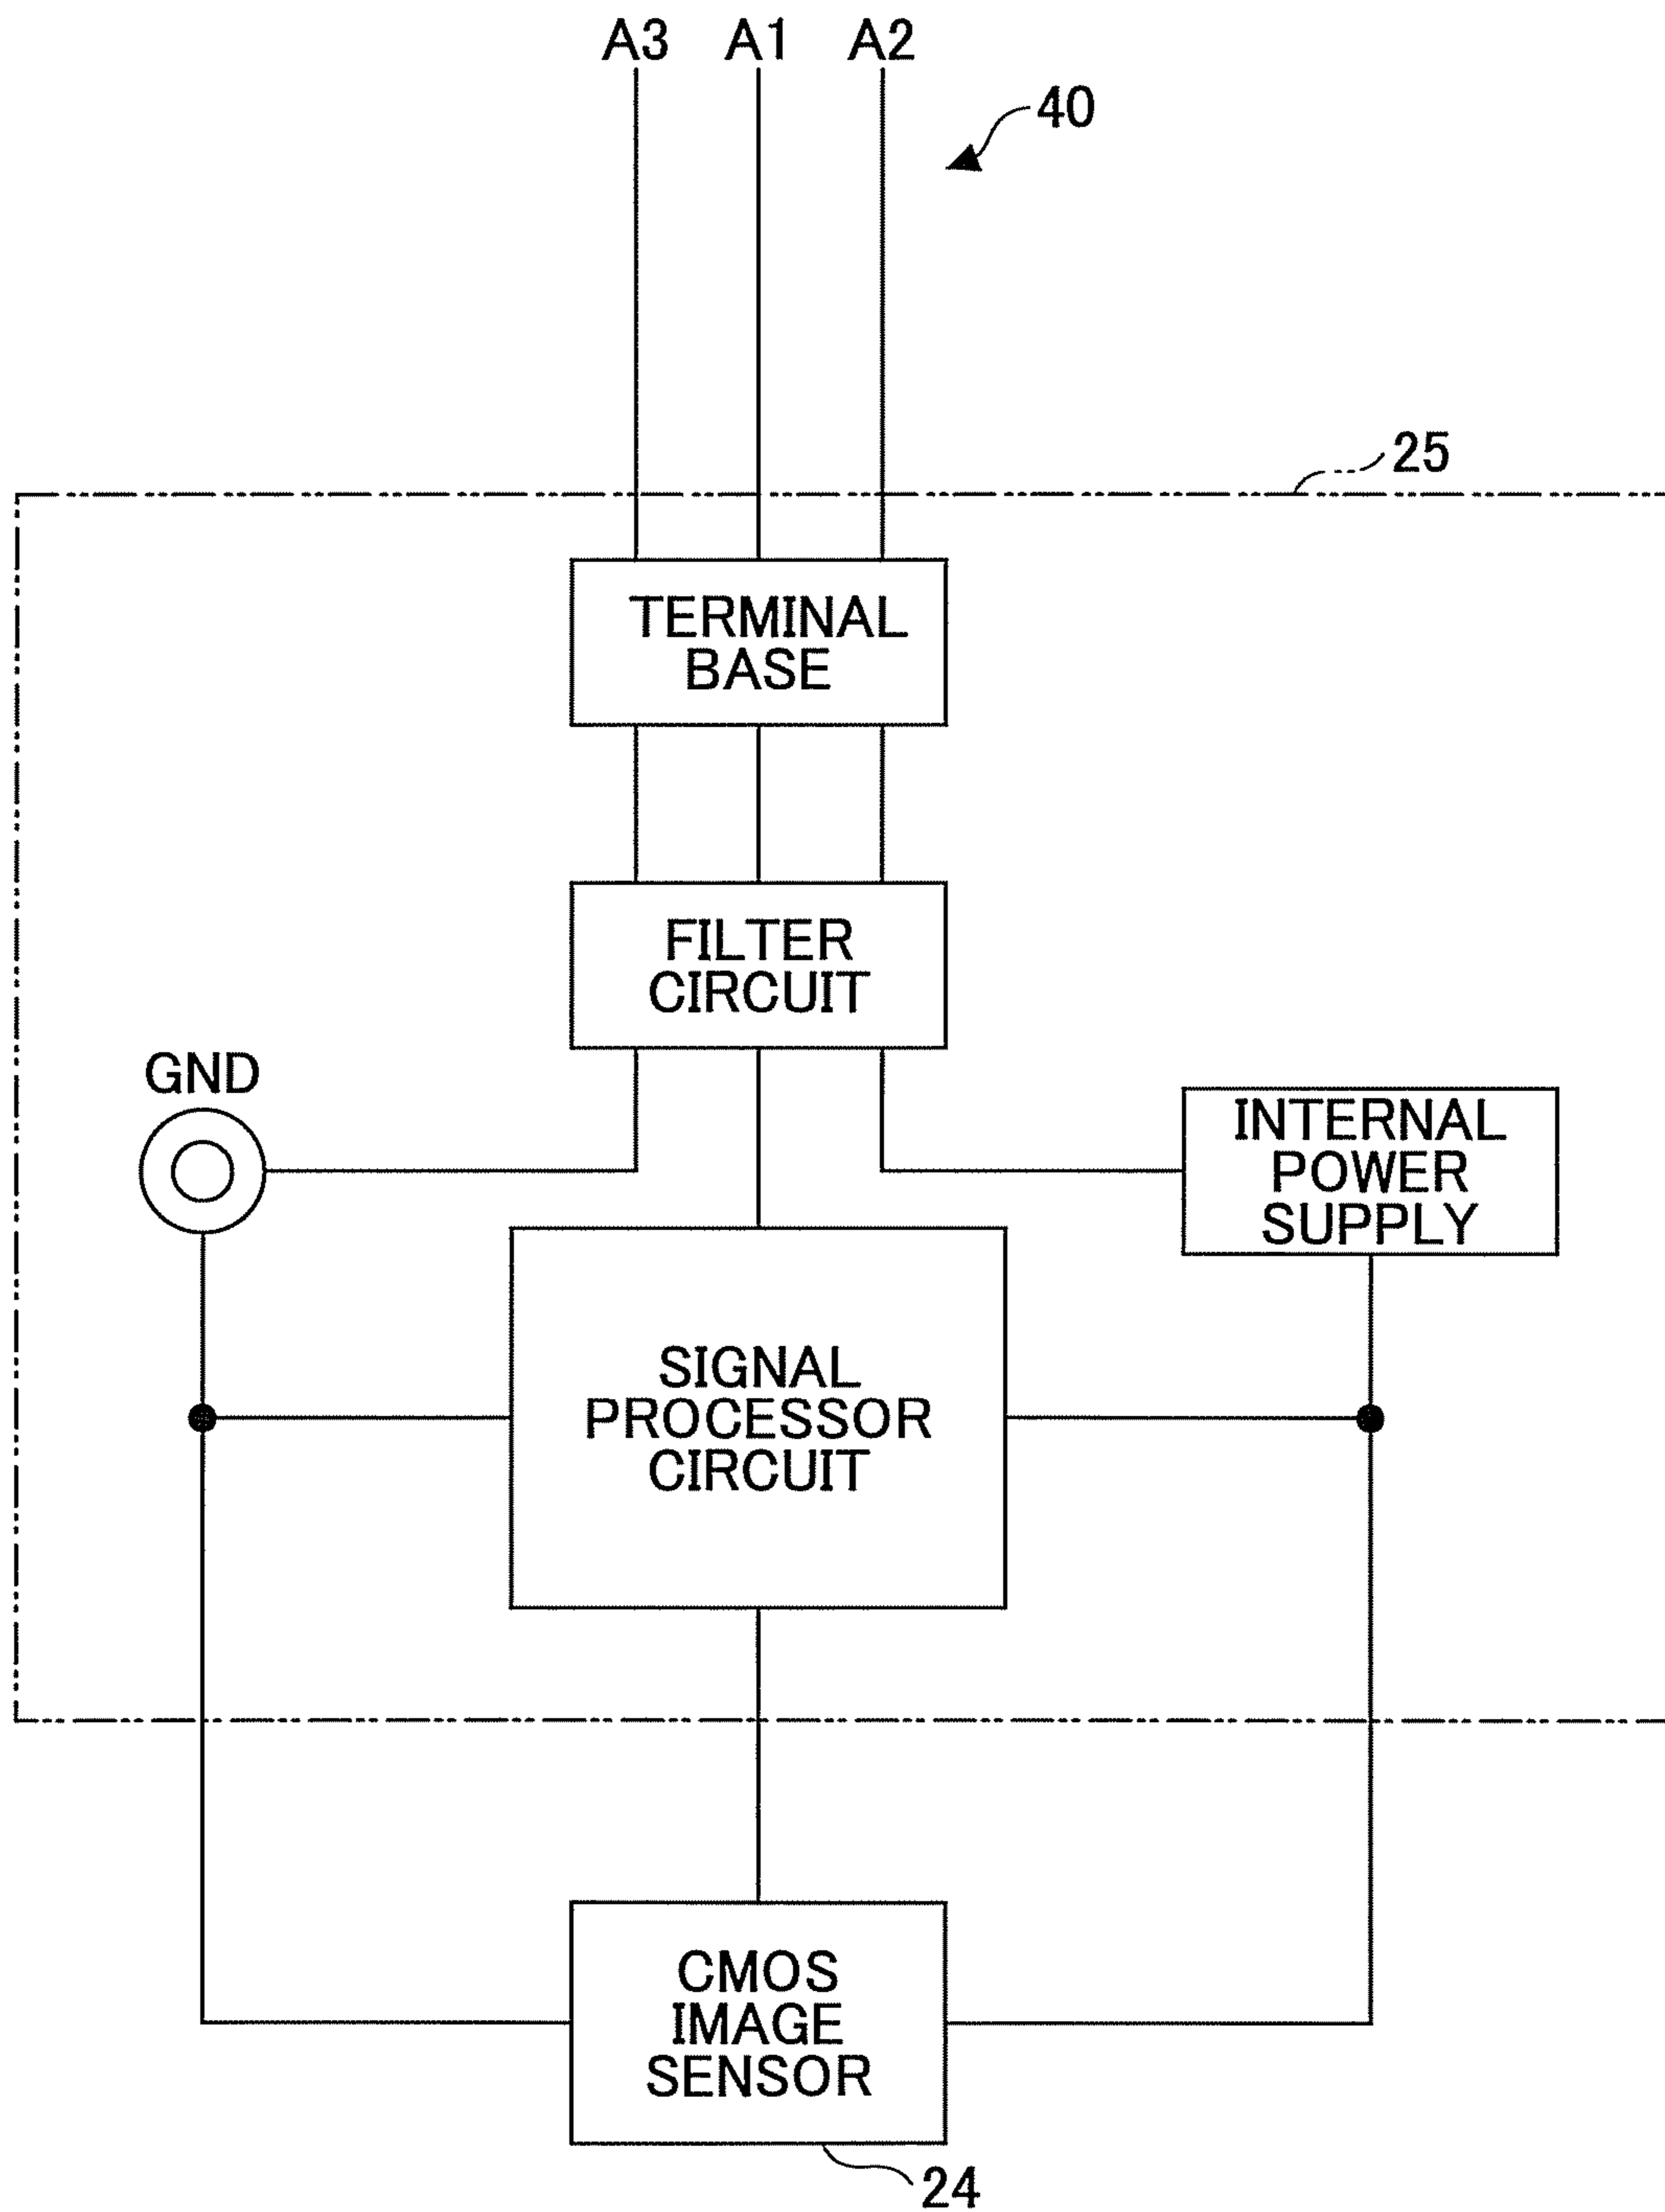 A3 A1 A2
40
25
TERMINAL
BASE
FILTER
CIRCUIT
GND
INTERNAL
POWER
SUPPLY
SIGNAL
PROCESSOR
CIRCUIT
CMOS
IMAGE
SENSOR
24